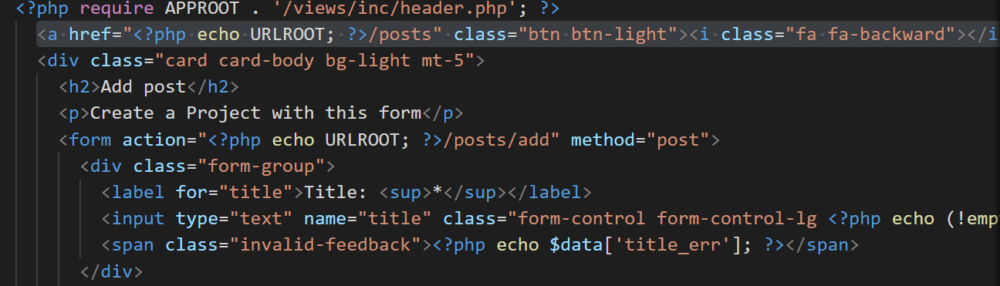 <?php require APPROOT . '/views/inc/header.php'; ?>
<a href="<?php echo URLROOT; ?>/posts" class="btn btn-light"><i class="fa fa-backward"></i
<div class="card card-body bg-light mt-5">
<h2>Add post</h2>
<p>Create a Project with this form</p>
<form action="<?php echo URLROOT; ?>/posts/add" method="post">
<div class="form-group">
<label for="title">Title: <sup>*</sup></label>
<input type="text" name="title" class="form-control form-control-lg <?php echo (!emp
<span class="invalid-feedback"><?php echo $data['title_err']; ?></span>
</div>